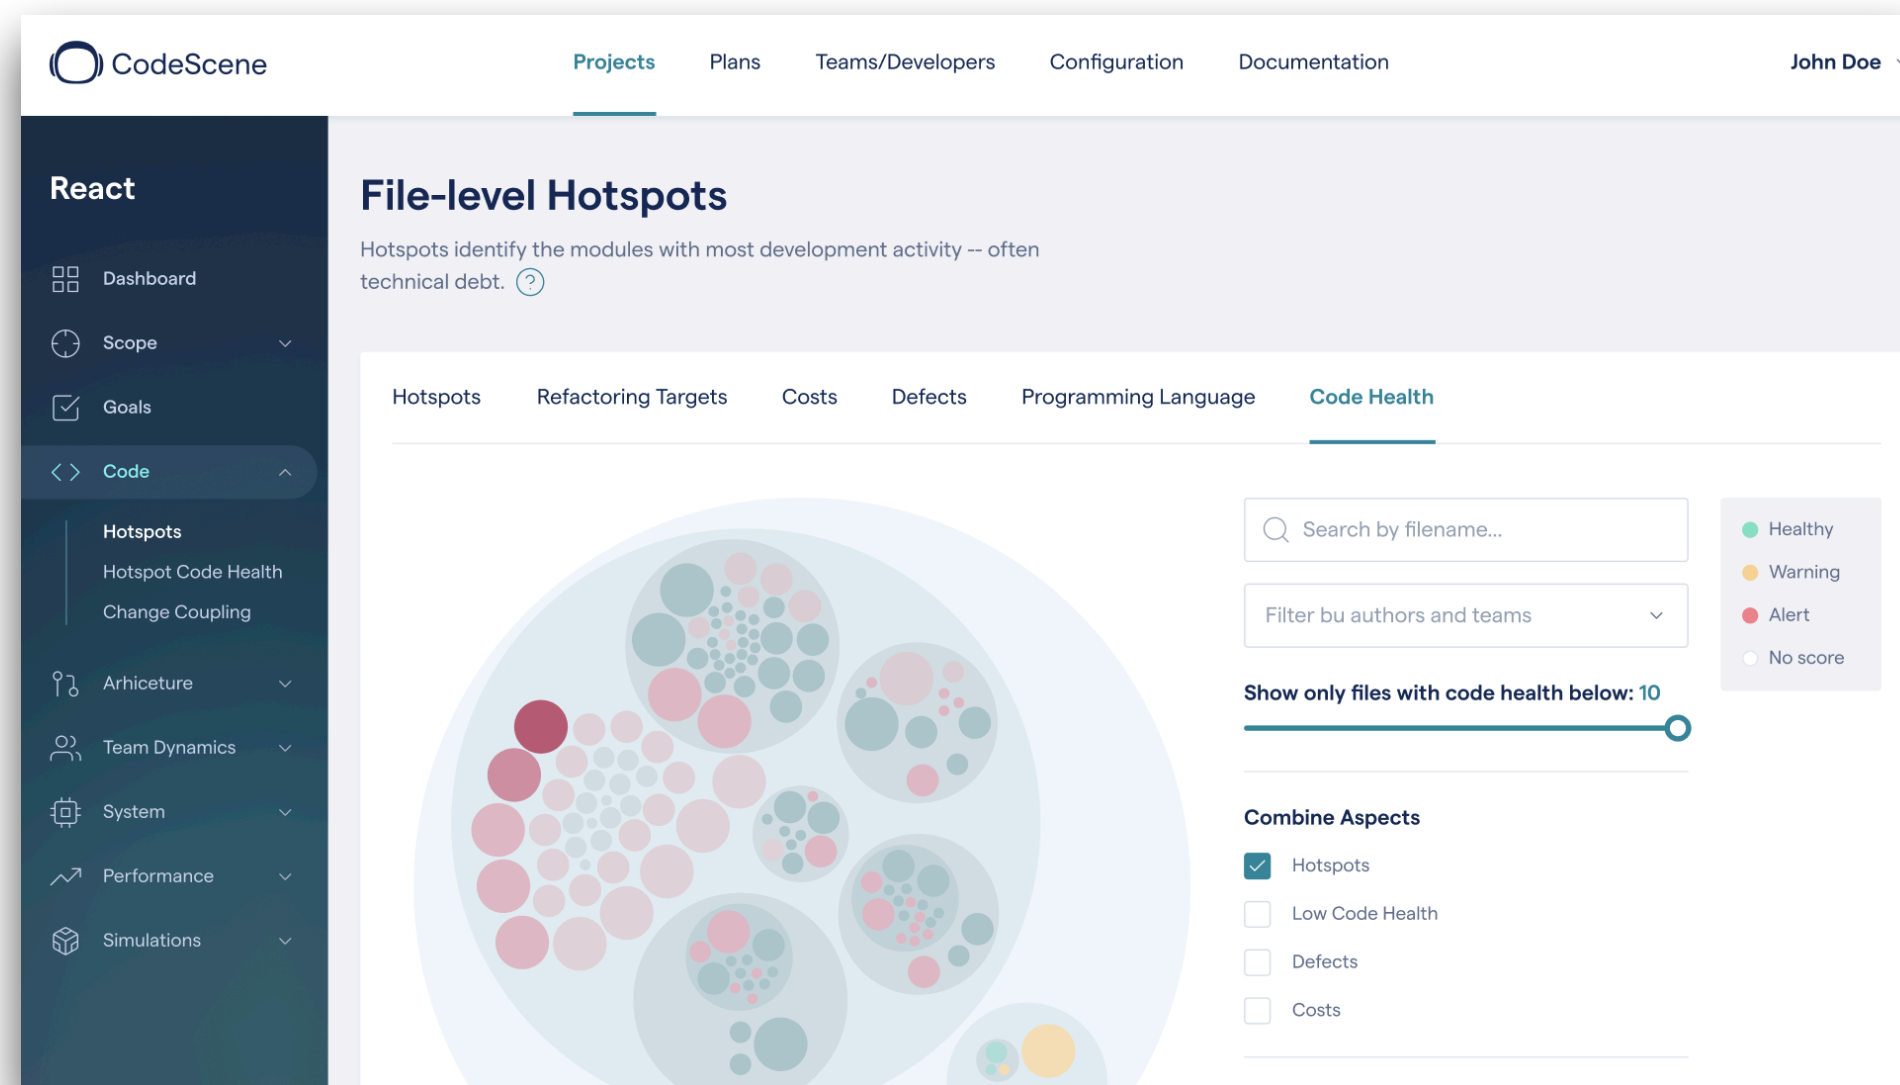 CodeScene
Projects
Plans
Teams/Developers
Configuration
Documentation
John Doe
React
Dashboard
Scope
Goals
Code
Hotspots
Hotspot Code Health
Change Coupling
Arhiceture
Team Dynamics
System
Performance
Simulations
File-level Hotspots
Hotspots identify the modules with most development activity -- often
technical debt. ?
Hotspots
Refactoring Targets
Costs
Defects
Programming Language
Code Health
Search by filename...
Filter bu authors and teams
Show only files with code health below: 10
Combine Aspects
Hotspots
Low Code Health
Defects
Costs
Healthy
Warning
Alert
No score